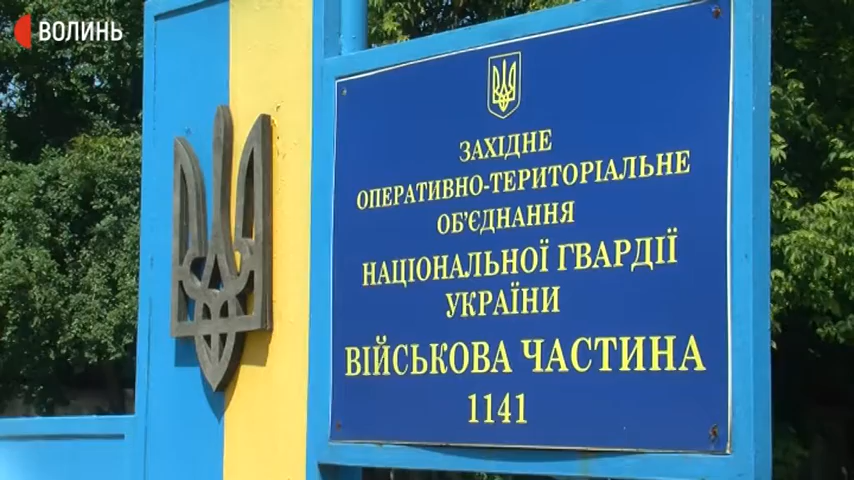 ВОЛИНЬ
ЗАХІДНЕ
ОПЕРАТИВНО-ТЕРИТОРІАЛЬНЕ
ОБ'ЄДНАННЯ
НАЦІОНАЛЬНОЇ ГВАРДІЇ
УКРАЇНИ
ВІЙСЬКОВА ЧАСТИНА
1141